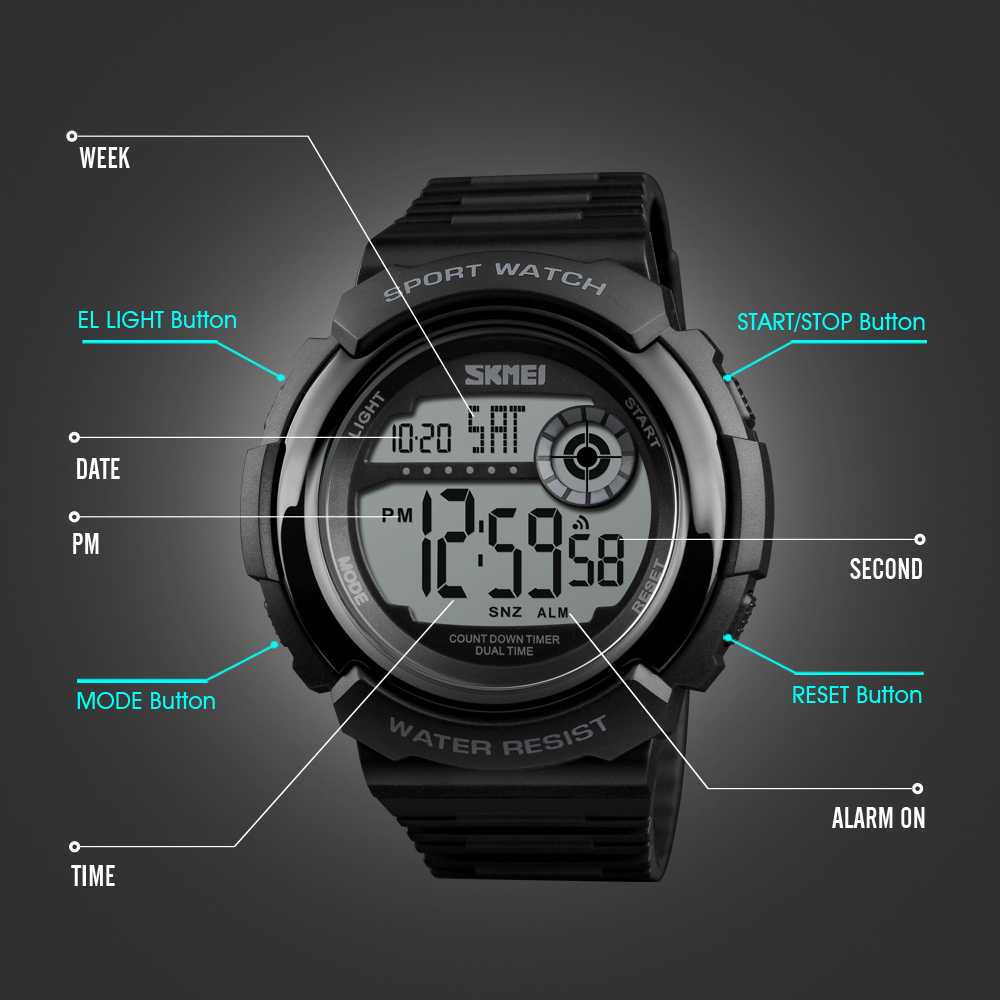 WEEK
SPORT WATCH
EL LIGHT Button
START/STOP Button
SKMEI
LIGHT
START
10-20 SAT
DATE
PM 12:59 58
PM
SECOND
MODE
RESET
SNZ ALM
COUNT DOWN TIMER
DUAL TIME
MODE Button
RESET Button
WATER RESIST
ALARM ON
TIME